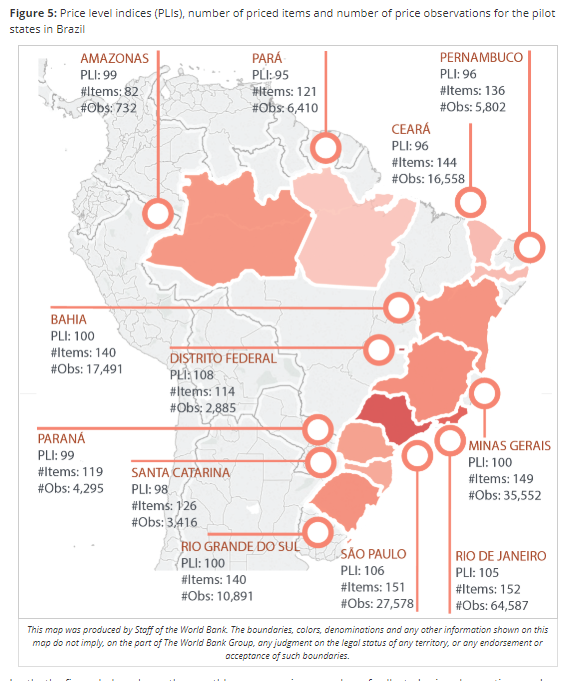 Figure 5: Price level indices (PLIs), number of priced items and number of price observations for the pilot
states in Brazil
AMAZONAS
PLI: 99
#Items: 82
#Obs: 732
PARÁ
PLI: 95
#Items: 121
#Obs: 6,410
PERNAMBUCO
PLI: 96
#Items: 136
#Obs: 5,802
CEARÁ
PLI: 96
#Items: 144
#Obs: 16,558
BAHIA
PLI: 100
#Items: 140
#Obs: 17,491
DISTRITO FEDERAL
PLI: 108
#Items: 114
#Obs: 2,885
PARANÁ
PLI: 99
#Items: 119
#Obs: 4,295
SANTA CATARINA
PLI: 98
#Items: 126
#Obs: 3,416
MINAS GERAIS
PLI: 100
#Items: 149
#Obs: 35,552
RIO GRANDE DO SUL
PLI: 100
#Items: 140
#Obs: 10,891
SÃO PAULO
PLI: 106
#Items: 151
#Obs: 27,578
RIO DE JANEIRO
PLI: 105
#Items: 152
#Obs: 64,587
This map was produced by Staff of the World Bank. The boundaries, colors, denominations and any other information shown on this
map do not imply, on the part of The World Bank Group, any judgment on the legal status of any territory, or any endorsement or
acceptance of such boundaries.